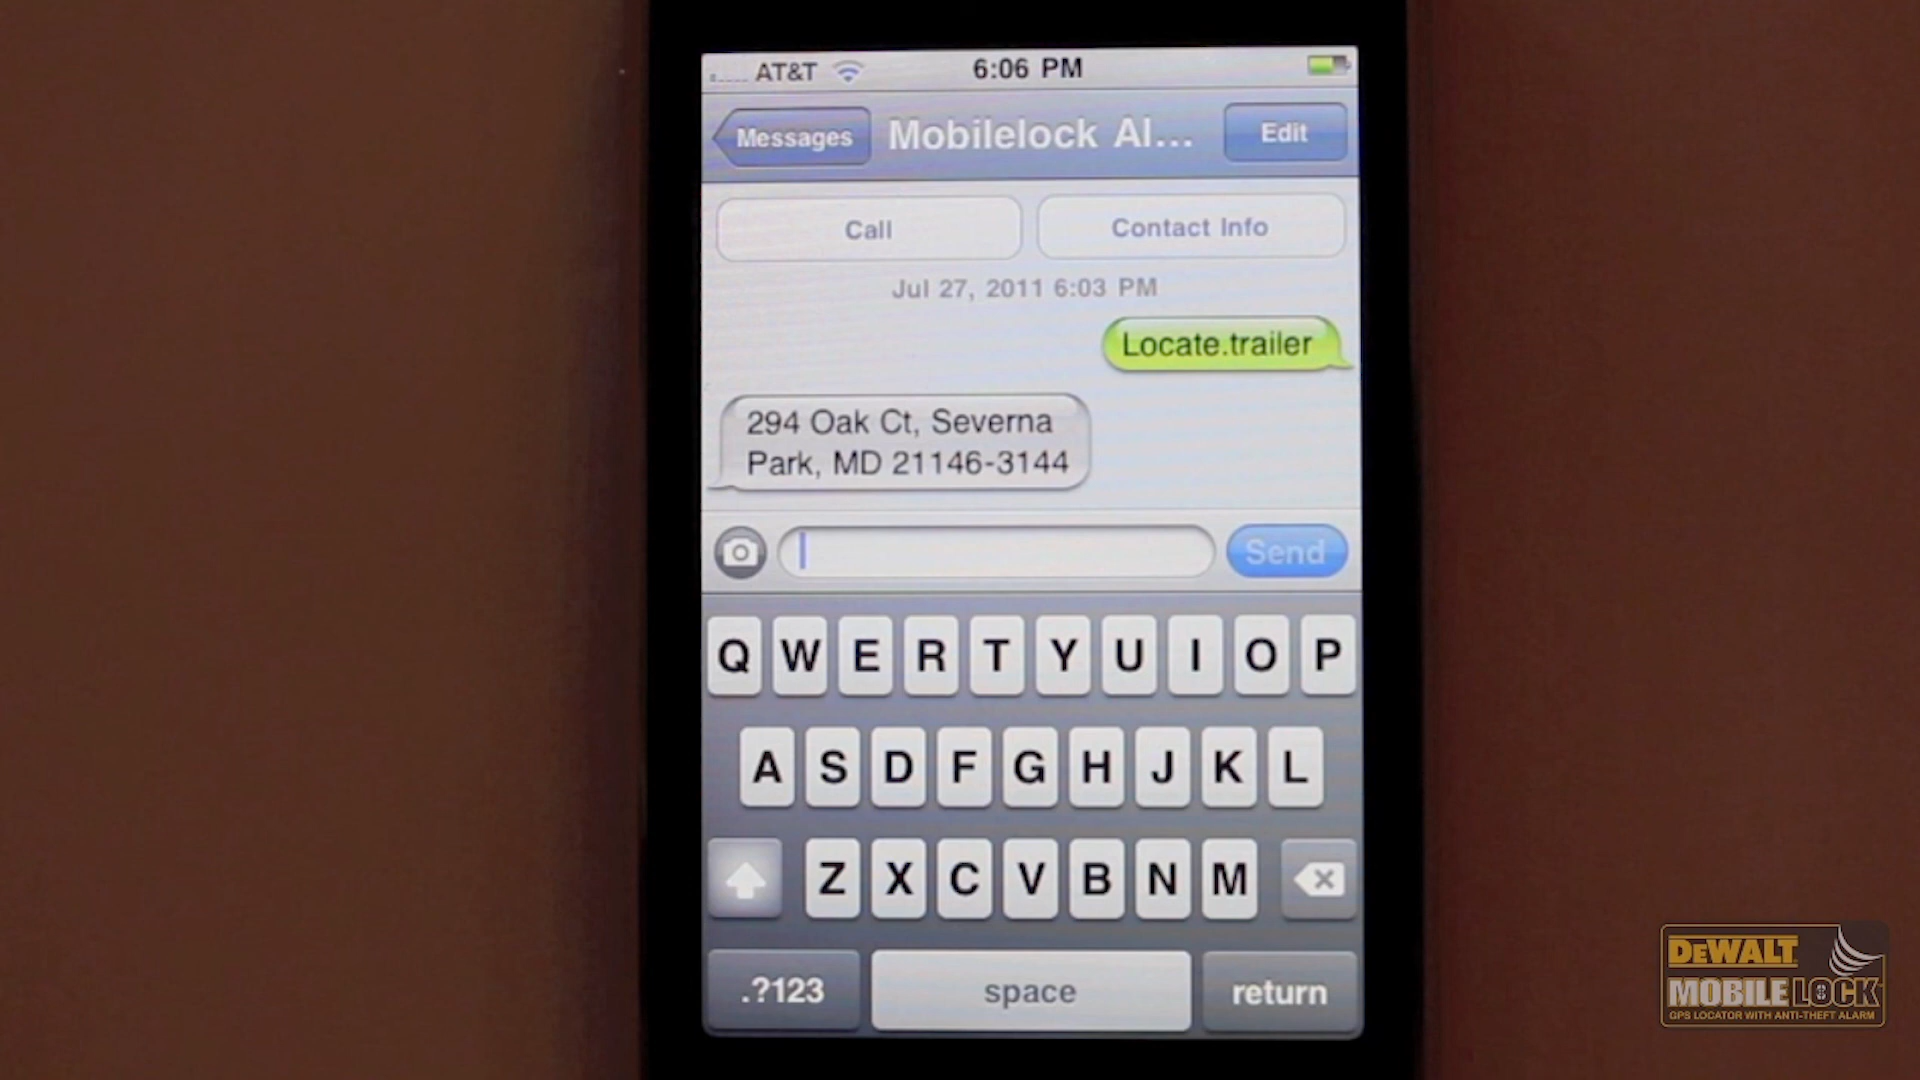 AT&T
6:06 PM
Messages
Mobilelock Al...
Edit
Call
Contact Info
Jul 27, 2011 6:03 PM
Locate.trailer
294 Oak Ct, Severna
Park, MD 21146-3144
Send
Q W E R T Y U I O P
A S D F G H J K L
Z X C V B N M
.?123
space
return
DEWALT
MOBILELOCK
GPS LOCATOR WITH ANTI-THEFT ALARM